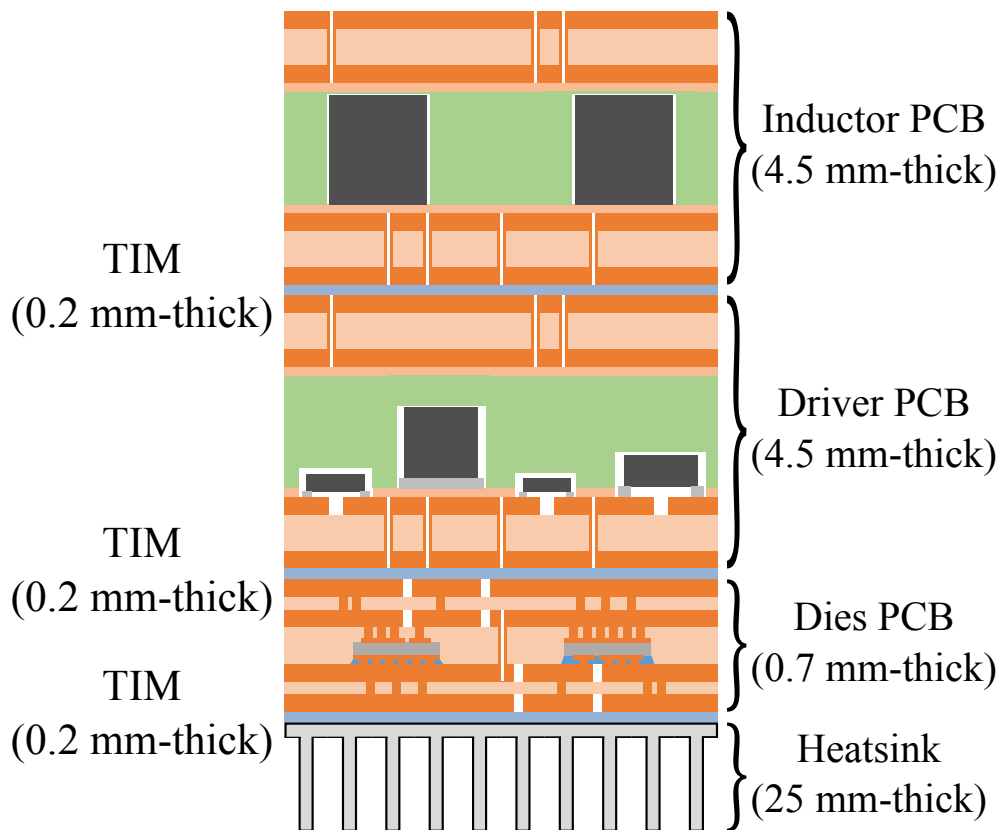 Inductor PCB
(4.5 mm-thick)
TIM
(0.2 mm-thick)
Driver PCB
(4.5 mm-thick)
TIM
(0.2 mm-thick)
Dies PCB
(0.7 mm-thick)
TIM
(0.2 mm-thick)
Heatsink
(25 mm-thick)